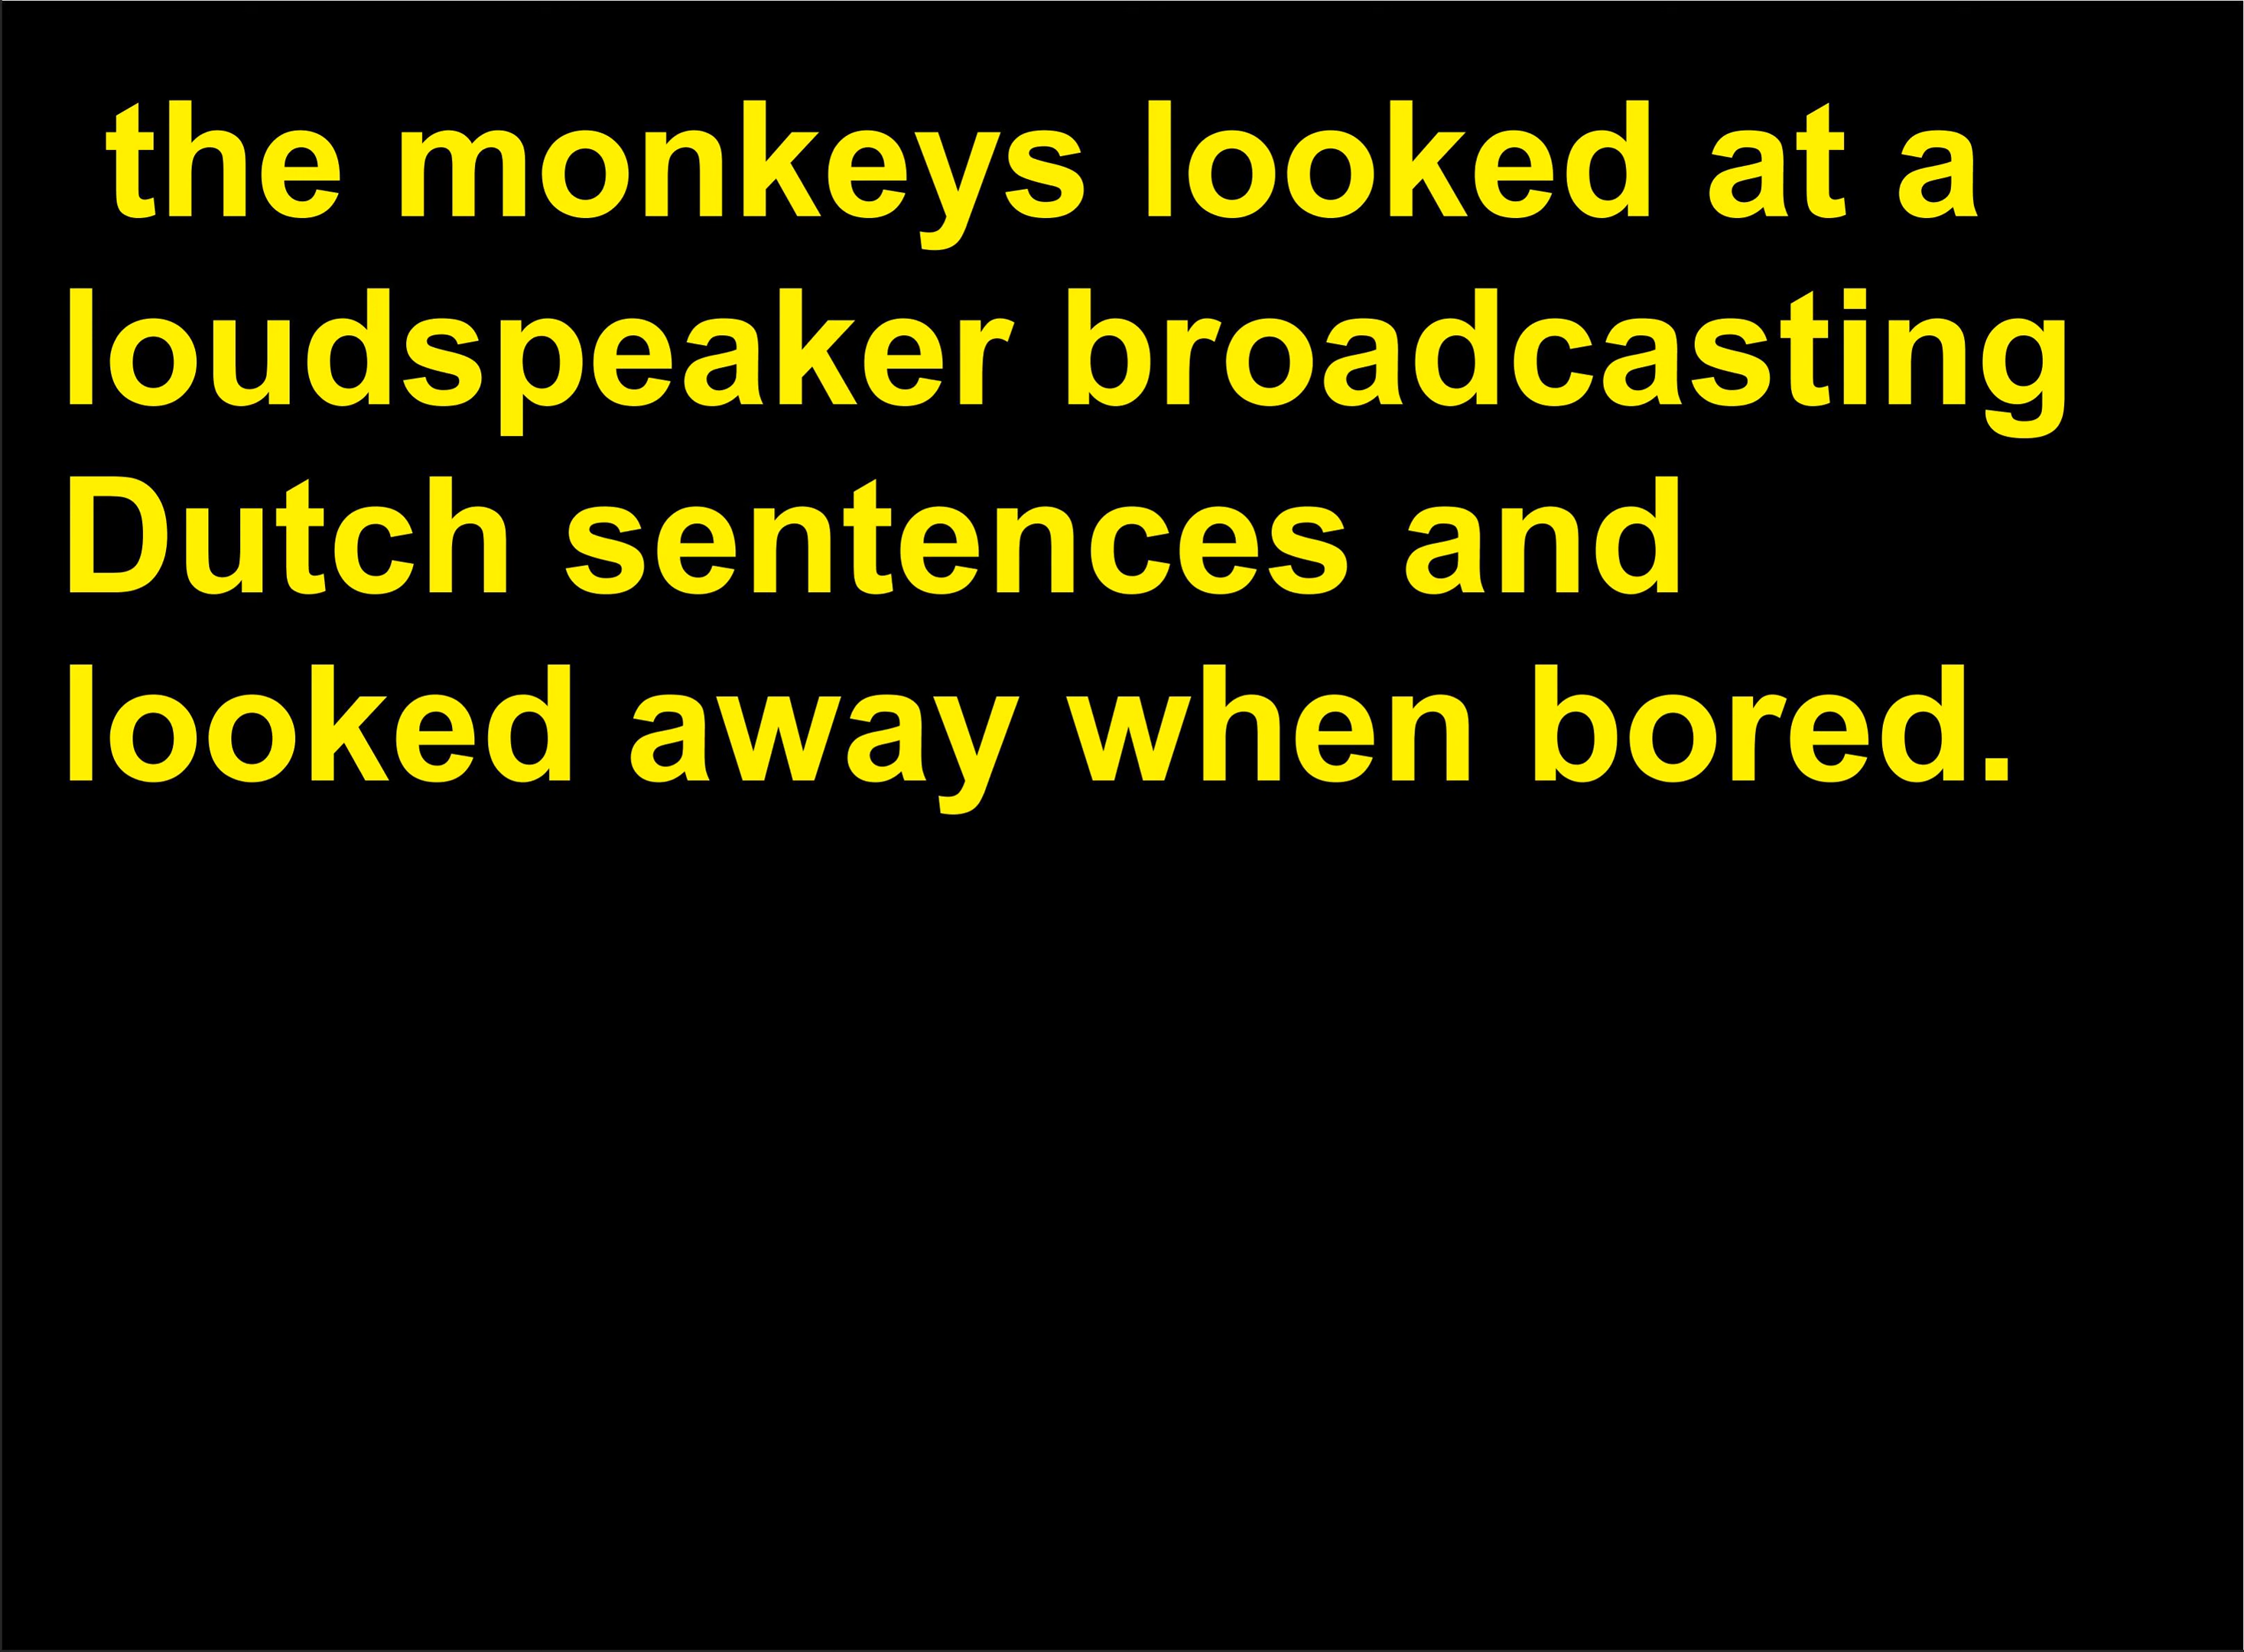 the monkeys looked at a
loudspeaker broadcasting
Dutch sentences and
looked away when bored.